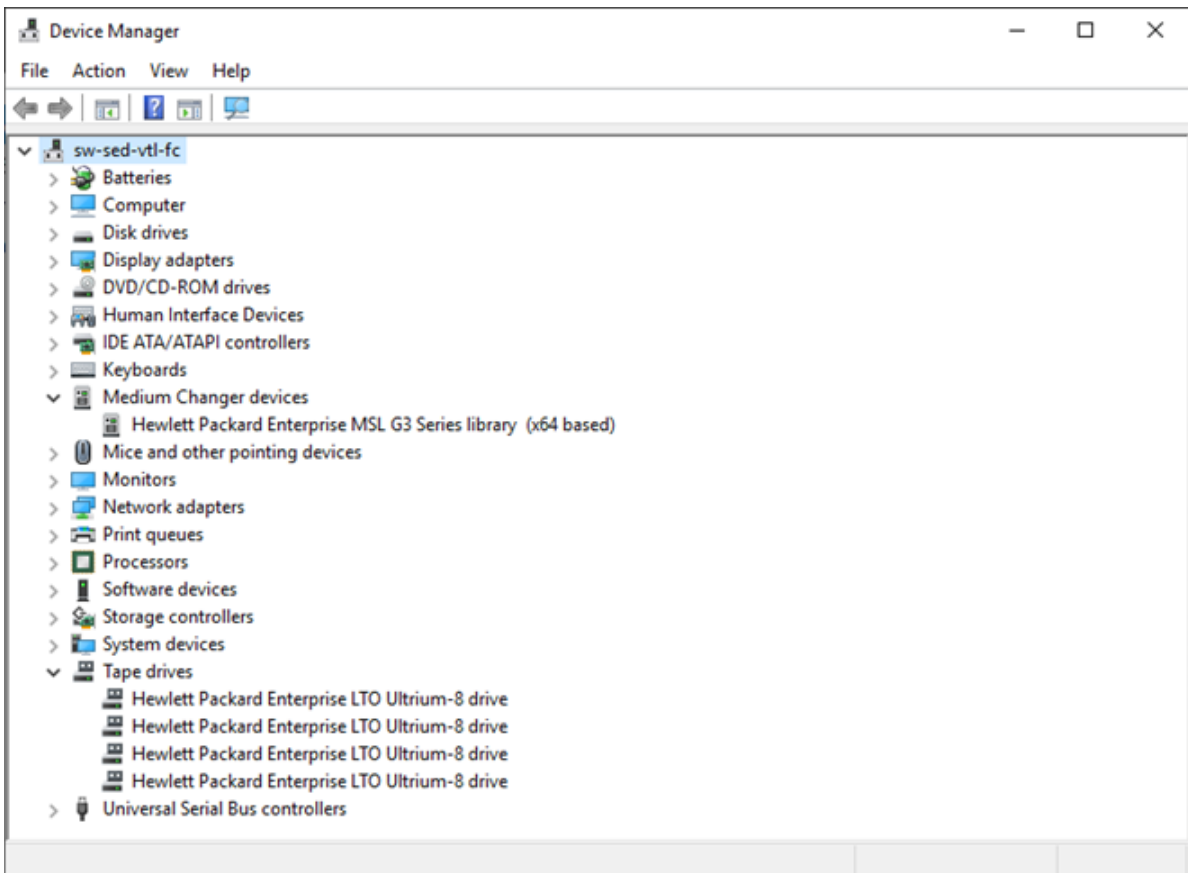 Device Manager
File Action View Help
sw-sed-vtl-fc
Batteries
Computer
Disk drives
Display adapters
DVD/CD-ROM drives
Human Interface Devices
IDE ATA/ATAPI controllers
Keyboards
Medium Changer devices
Hewlett Packard Enterprise MSL G3 Series library (x64 based)
Mice and other pointing devices
Monitors
Network adapters
Print queues
Processors
Software devices
Storage controllers
System devices
Tape drives
Hewlett Packard Enterprise LTO Ultrium-8 drive
Hewlett Packard Enterprise LTO Ultrium-8 drive
Hewlett Packard Enterprise LTO Ultrium-8 drive
Hewlett Packard Enterprise LTO Ultrium-8 drive
Universal Serial Bus controllers